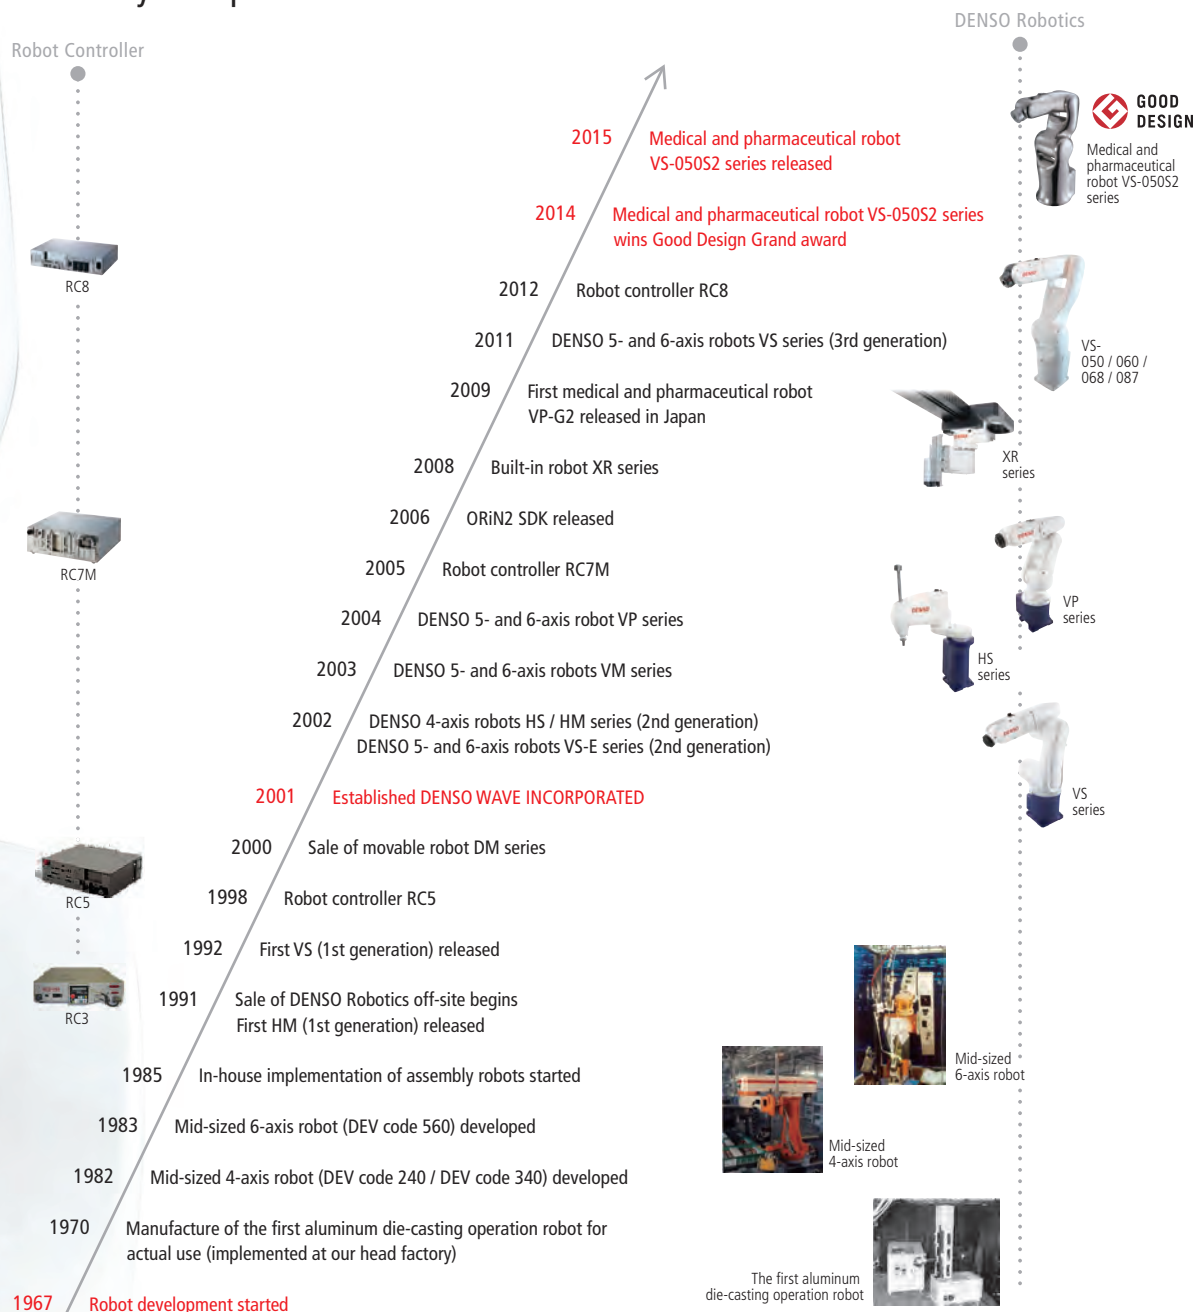 Robot Controller
DENSO Robotics
GOOD
DESIGN
Medical and
pharmaceutical
robot VS-050S2
series
2015 Medical and pharmaceutical robot
VS-050S2 series released
2014 Medical and pharmaceutical robot VS-050S2 series
wins Good Design Grand award
RC8
2012 Robot controller RC8
2011 DENSO 5- and 6-axis robots VS series (3rd generation)
VS-
050 / 060 /
068 / 087
2009 First medical and pharmaceutical robot
VP-G2 released in Japan
2008 Built-in robot XR series
XR
series
2006 ORiN2 SDK released
RC7M
2005 Robot controller RC7M
2004 DENSO 5- and 6-axis robot VP series
VP
series
2003 DENSO 5- and 6-axis robots VM series
HS
series
2002 DENSO 4-axis robots HS / HM series (2nd generation)
DENSO 5- and 6-axis robots VS-E series (2nd generation)
2001 Established DENSO WAVE INCORPORATED
VS
series
2000 Sale of movable robot DM series
RC5
1998 Robot controller RC5
1992 First VS (1st generation) released
1991 Sale of DENSO Robotics off-site begins
First HM (1st generation) released
RC3
1985 In-house implementation of assembly robots started
Mid-sized
6-axis robot
1983 Mid-sized 6-axis robot (DEV code 560) developed
Mid-sized
4-axis robot
1982 Mid-sized 4-axis robot (DEV code 240 / DEV code 340) developed
1970 Manufacture of the first aluminum die-casting operation robot for
actual use (implemented at our head factory)
The first aluminum
die-casting operation robot
1967 Robot development started